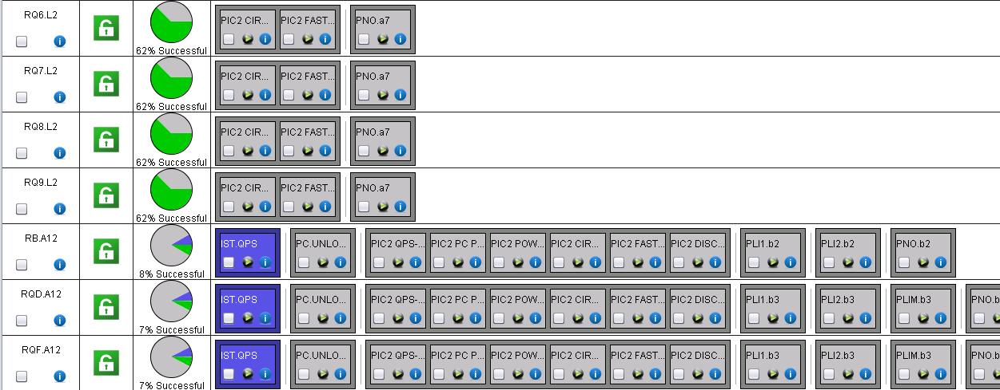 RQ6.L2 PIC2 CIR... PIC2 FAST... PNO.a7
62% Successful
RQ7.L2 PIC2 CIR... PIC2 FAST... PNO.a7
62% Successful
RQ8.L2 PIC2 CIR... PIC2 FAST... PNO.a7
62% Successful
RQ9.L2 PIC2 CIR... PIC2 FAST... PNO.a7
62% Successful
RB.A12 IST.QPS PC.UNLO... PIC2 QPS-... PIC2 PC P... PIC2 POW... PIC2 CIR... PIC2 FAST... PIC2 DISC... PLI1.b2 PLI2.b2 PNO.b2
8% Successful
RQD.A12 IST.QPS PC.UNLO... PIC2 QPS-... PIC2 PC P... PIC2 POW... PIC2 CIR... PIC2 FAST... PIC2 DISC... PLI1.b3 PLI2.b3 PLIM.b3 PNO.b
7% Successful
RQF.A12 IST.QPS PC.UNLO... PIC2 QPS-... PIC2 PC P... PIC2 POW... PIC2 CIR... PIC2 FAST... PIC2 DISC... PLI1.b3 PLI2.b3 PLIM.b3 PNO.b
7% Successful